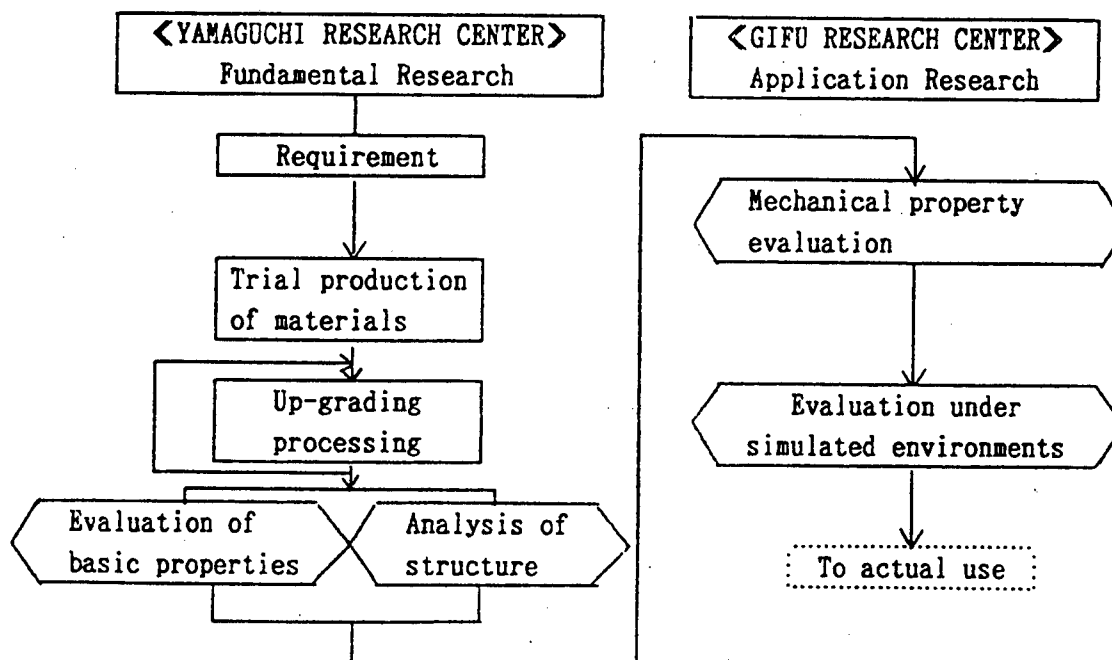 ≪YAMAGUCHI RESEARCH CENTER≫
Fundamental Research
Requirement
Trial production
of materials
Up-grading
processing
Evaluation of
basic properties
Analysis of
structure
≪GIFU RESEARCH CENTER≫
Application Research
Mechanical property
evaluation
Evaluation under
simulated environments
To actual use